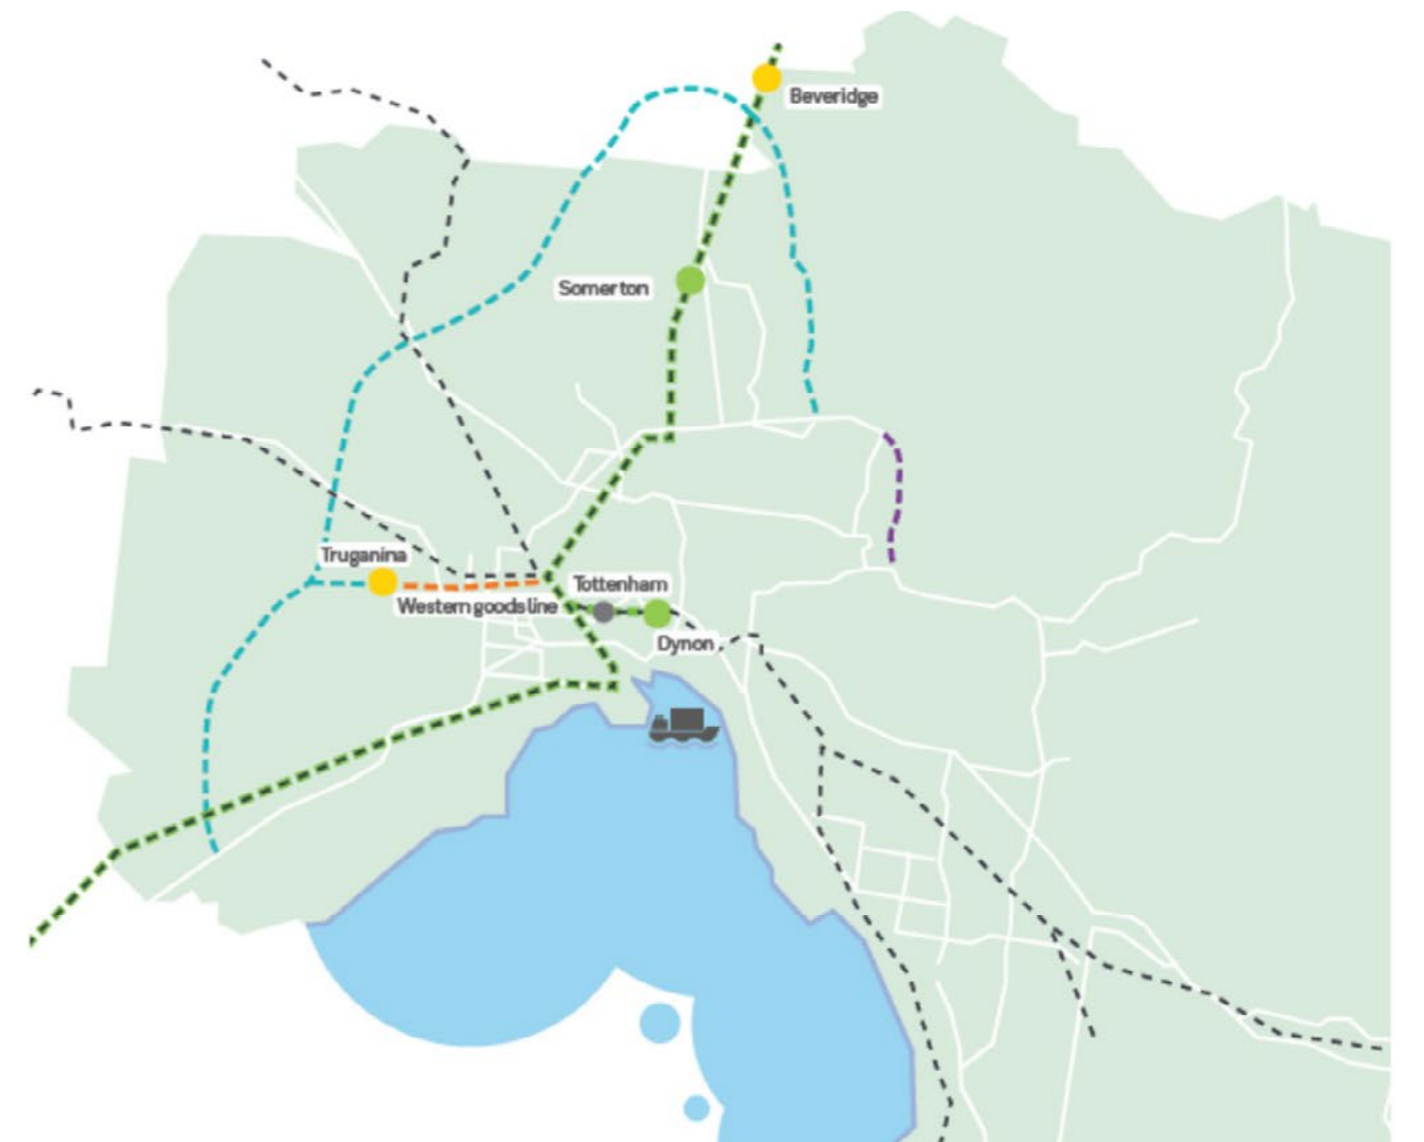 Beveridge
Somerton
Truganina
Tottenham
Western goods line
Dynon